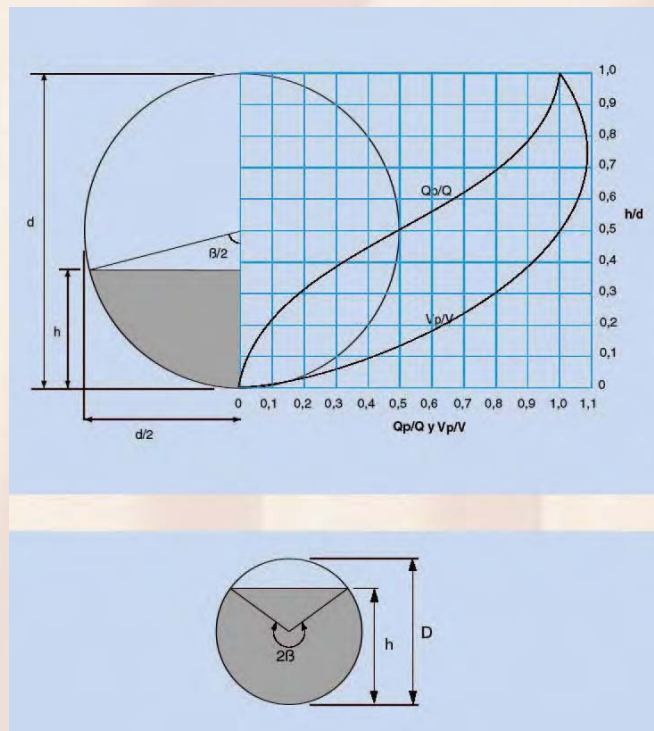 1,0
0,9
0,8
0,7
0,6
h/d
0,5
0,4
0,3
0,2
0,1
0
Qp/Q
Vp/V
d
ß/2
h
d/2
0 0,1 0,2 0,3 0,4 0,5 0,6 0,7 0,8 0,9 1,0 1,1
Qp/Q y Vp/V
2ß
h
D